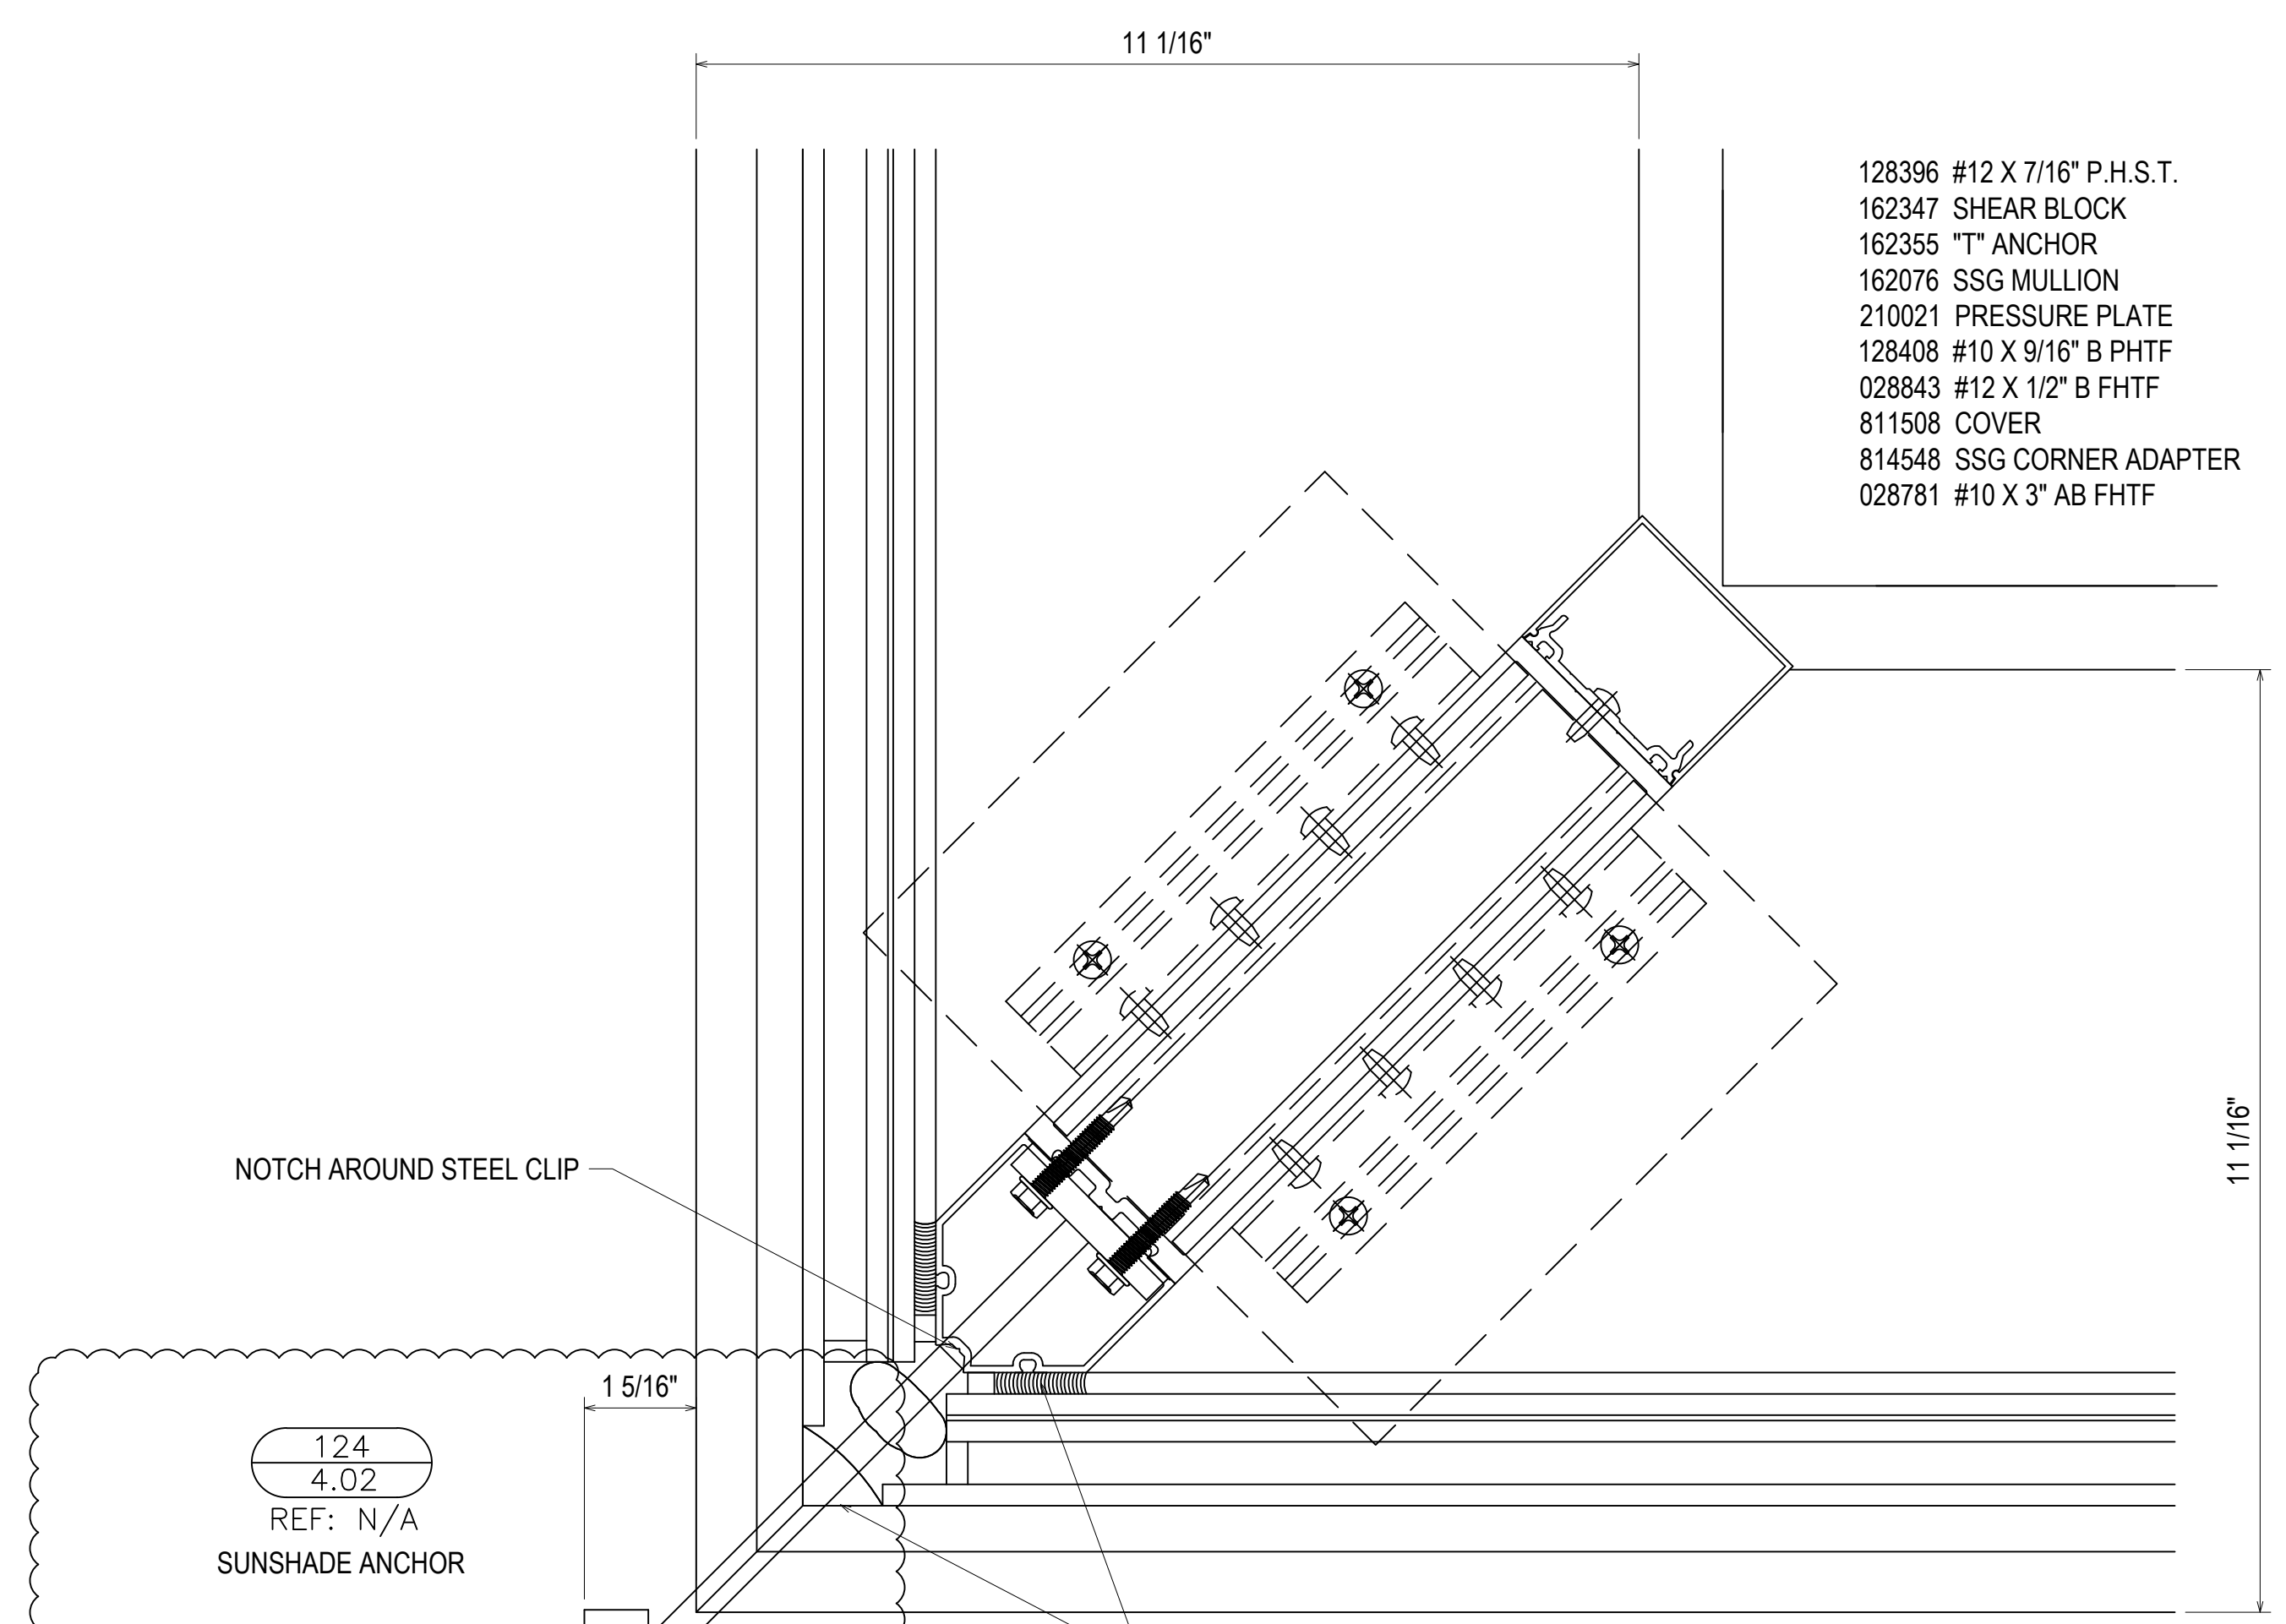 11 1/16"
128396 #12 X 7/16" P.H.S.T.
162347 SHEAR BLOCK
162355 "T" ANCHOR
162076 SSG MULLION
210021 PRESSURE PLATE
128408 #10 X 9/16" B PHTF
028843 #12 X 1/2" B FHTF
811508 COVER
814548 SSG CORNER ADAPTER
028781 #10 X 3" AB FHTF
11 1/16"
NOTCH AROUND STEEL CLIP
1 5/16"
124
4.02
REF: N/A
SUNSHADE ANCHOR